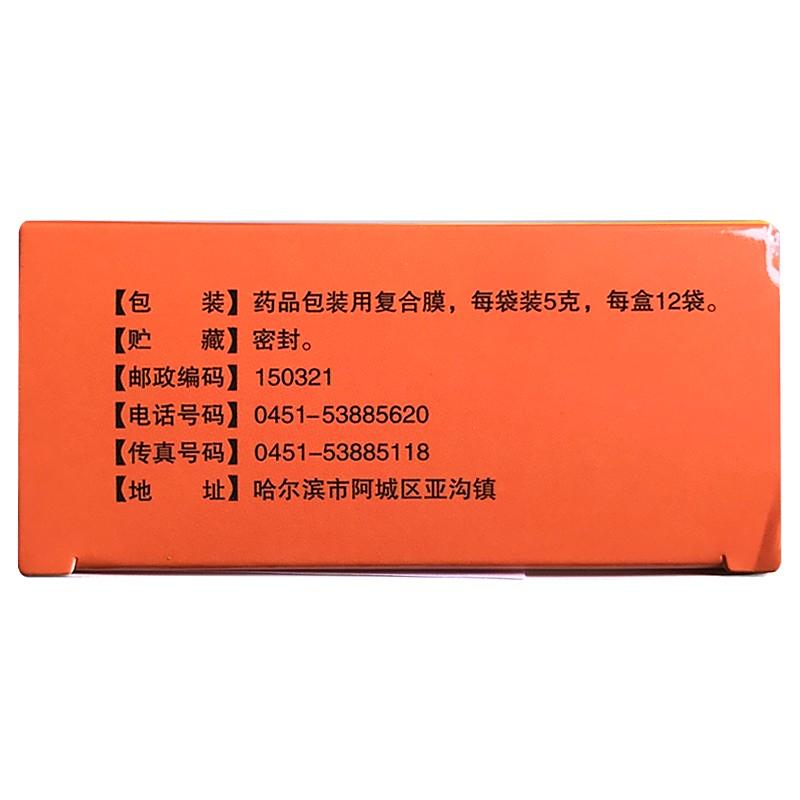 【包　　装】药品包装用复合膜，每袋装5克，每盒12袋。
【贮　　藏】密封。
【邮政编码】150321
【电话号码】0451-53885620
【传真号码】0451-53885118
【地　　址】哈尔滨市阿城区亚沟镇